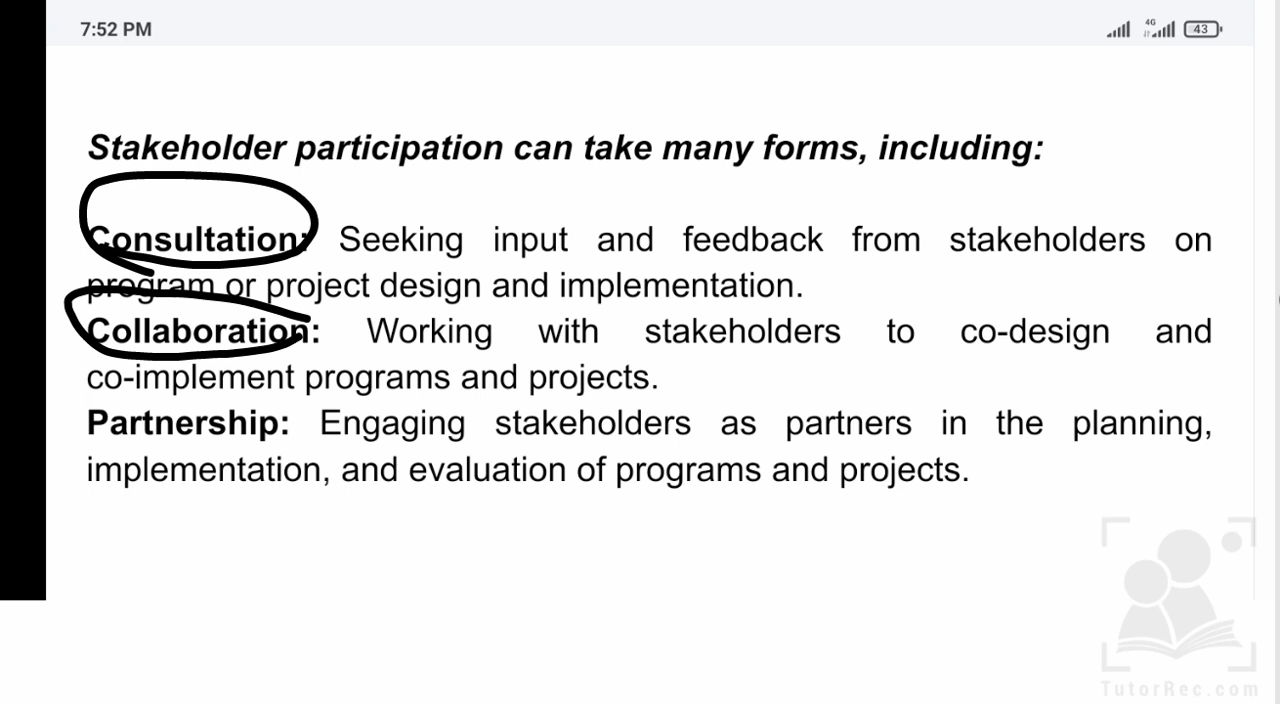 7:52 PM
4G
43
Stakeholder participation can take many forms, including:
Consultation: Seeking input and feedback from stakeholders on
program or project design and implementation.
Collaboration: Working with stakeholders to co-design and
co-implement programs and projects.
Partnership: Engaging stakeholders as partners in the planning,
implementation, and evaluation of programs and projects.
TutorRec.com